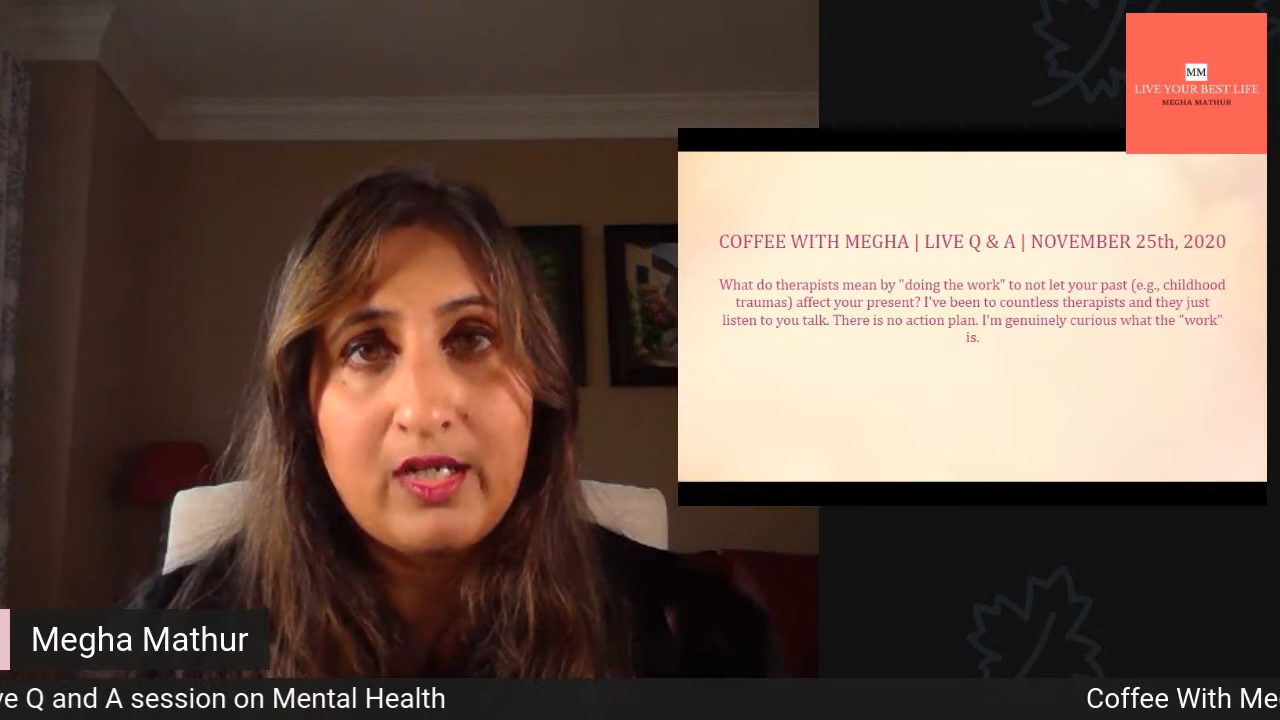 MM
LIVE YOUR BEST LIFE
MEGHA MATHUR
COFFEE WITH MEGHA | LIVE Q & A | NOVEMBER 25th, 2020
What do therapists mean by "doing the work" to not let your past (e.g., childhood
traumas) affect your present? I've been to countless therapists and they just
listen to you talk. There is no action plan. I'm genuinely curious what the "work"
is.
Megha Mathur
ve Q and A session on Mental Health
Coffee With Me